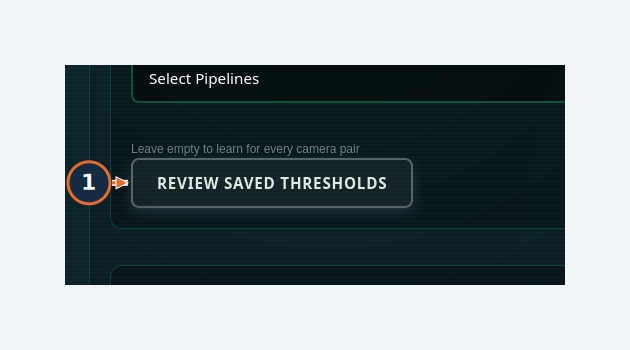 Select Pipelines
Leave empty to learn for every camera pair
1
REVIEW SAVED THRESHOLDS